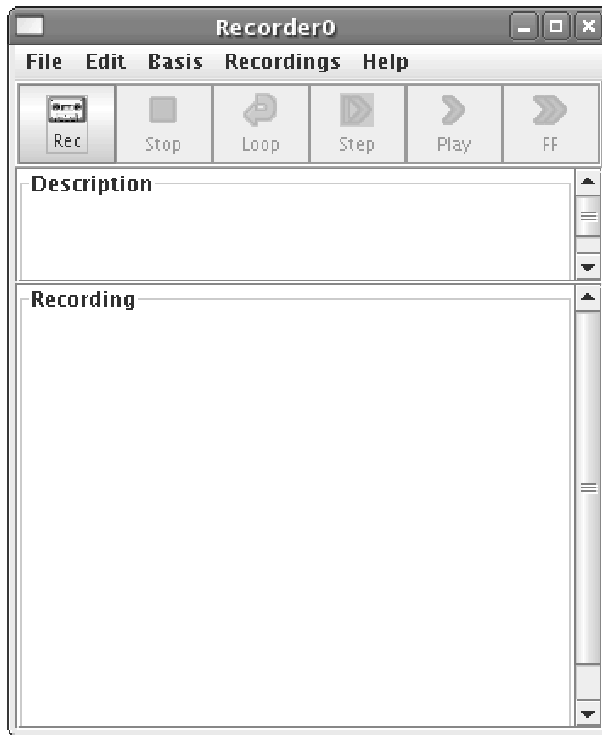 Recorder0
File Edit Basis Recordings Help
Rec Stop Loop Step Play FF
Description
Recording